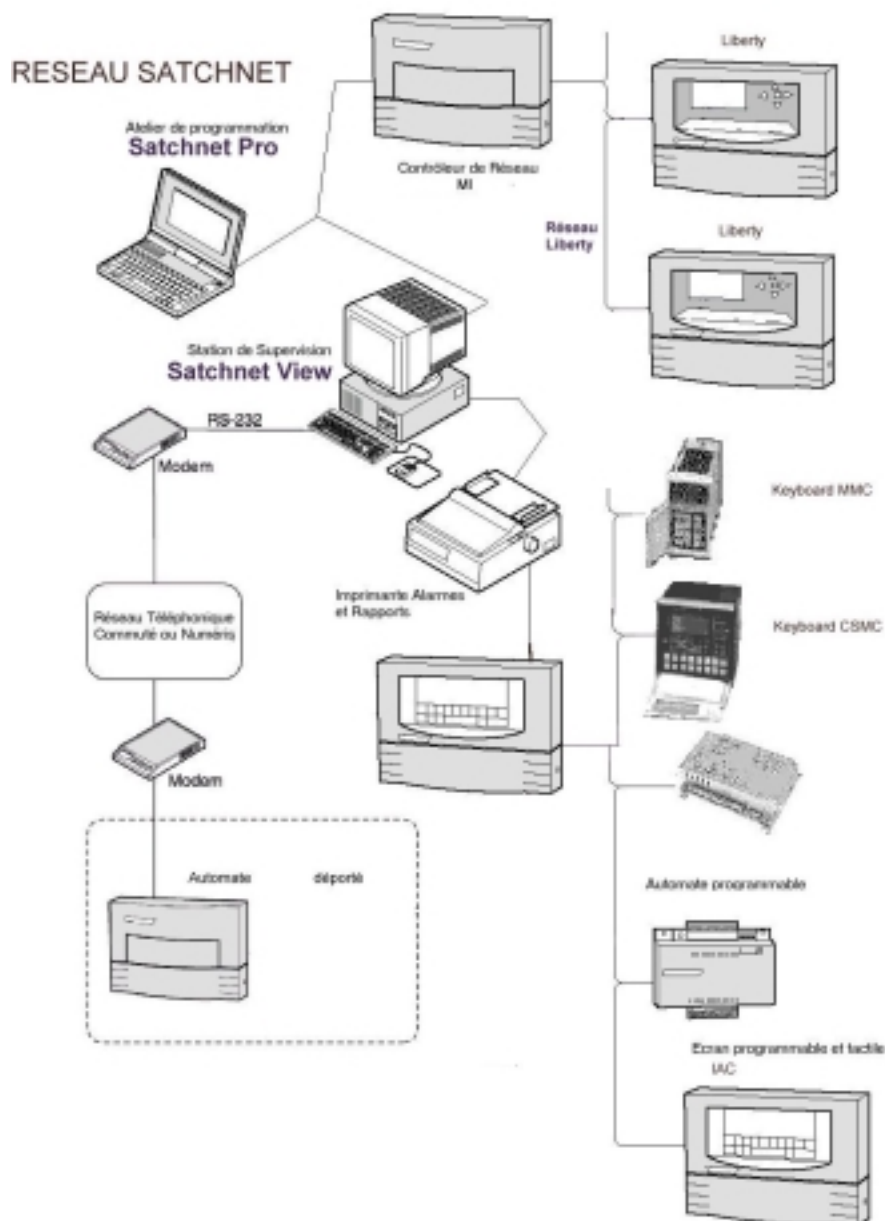 RESEAU SATCHNET
Atelier de programmation
Satchnet Pro
Contrôleur de Réseau
MI
Liberty
Réseau
Liberty
Liberty
Station de Supervision
Satchnet View
RS-232
Modem
Imprimante Alarmes
et Rapports
Keyboard MMC
Keyboard CSMC
Réseau Téléphonique
Commuté ou Numéris
Modem
Automate déporté
Automate programmable
Ecran programmable et tactile
IAC